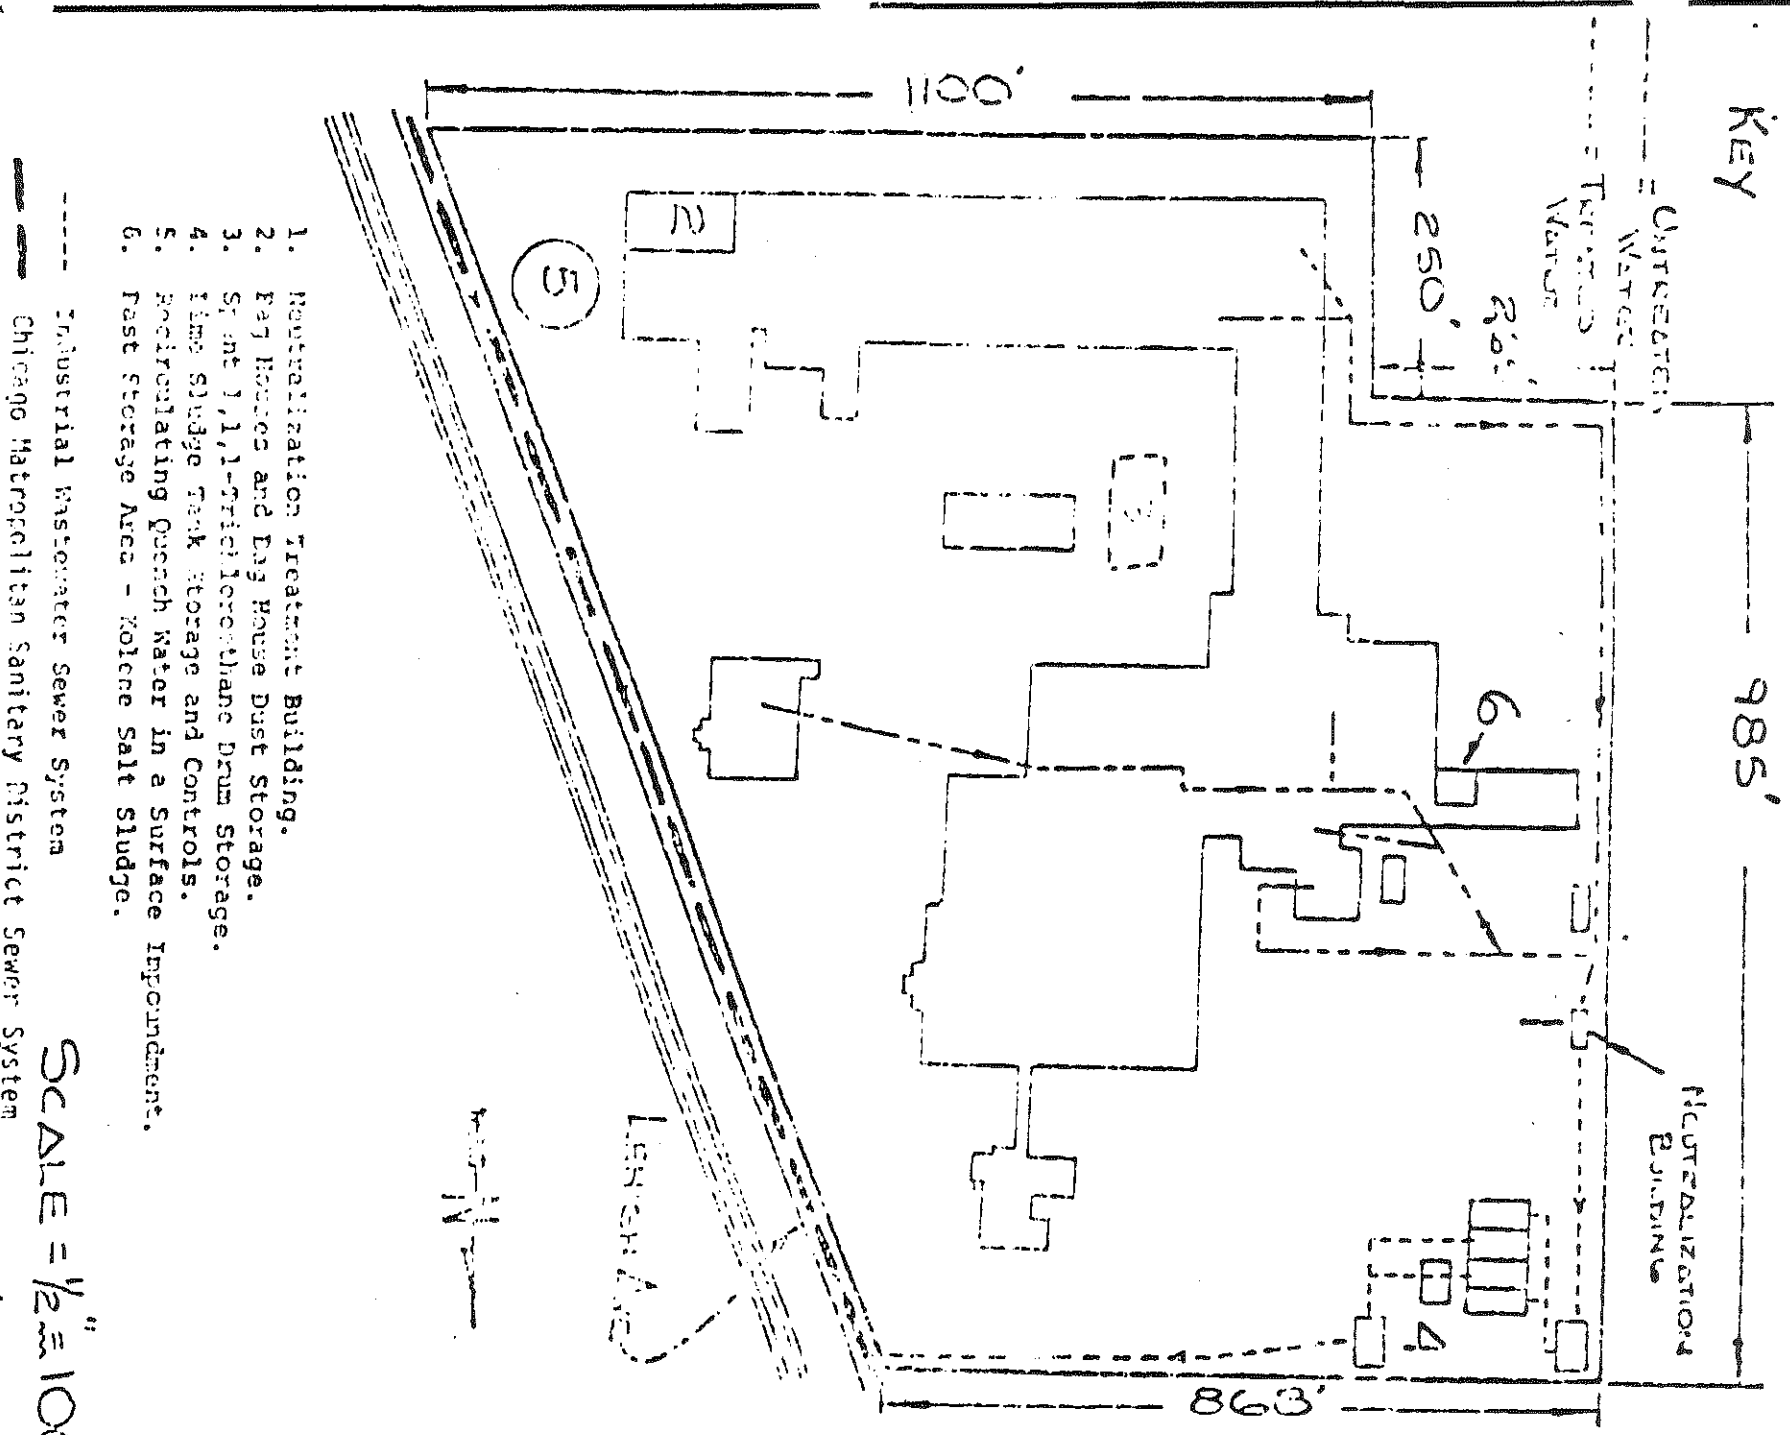 KEY
= UNTREATED
WATER
= TREATED
WATER
1100'
250'
985'
863'
2
5
6
4
NEUTRALIZATION
BUILDING
N
1. Neutralization Treatment Building.
2. Bag Houses and Bag House Dust Storage.
3. Spent 1,1,1-Trichloroethane Drum Storage.
4. Lime Sludge Tank Storage and Controls.
5. Recirculating Quench Water in a Surface Impoundment.
6. Past Storage Area - Kolene Salt Sludge.
---- Industrial Wastewater Sewer System
Chicago Matropolitan Sanitary District Sewer System
SCALE = 1/2" =